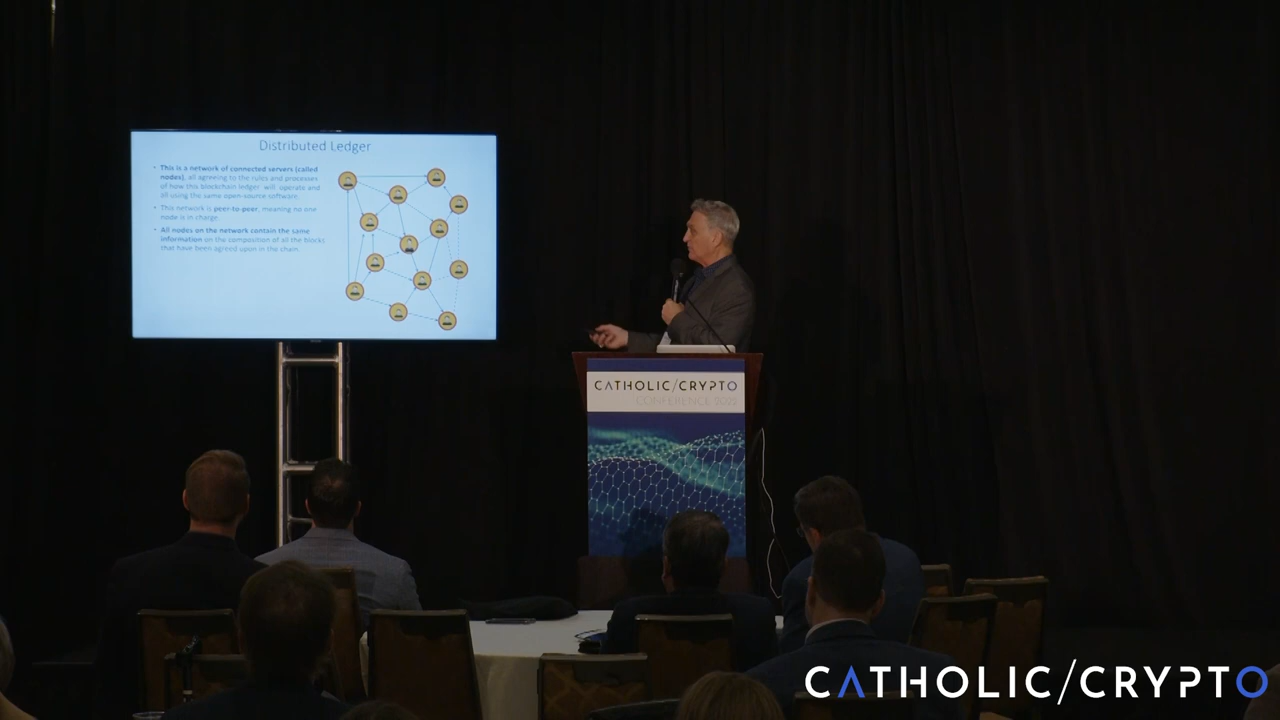 Distributed Ledger
• This is a network of connected servers (called
nodes), all agreeing to the rules and processes
of how this blockchain ledger will operate and
all using the same open-source software.
• This network is peer-to-peer, meaning no one
node is in charge.
• All nodes on the network contain the same
information on the composition of all the blocks
that have been agreed upon in the chain.
CATHOLIC/CRYPTO
CONFERENCE 2022
CATHOLIC/CRYPTO